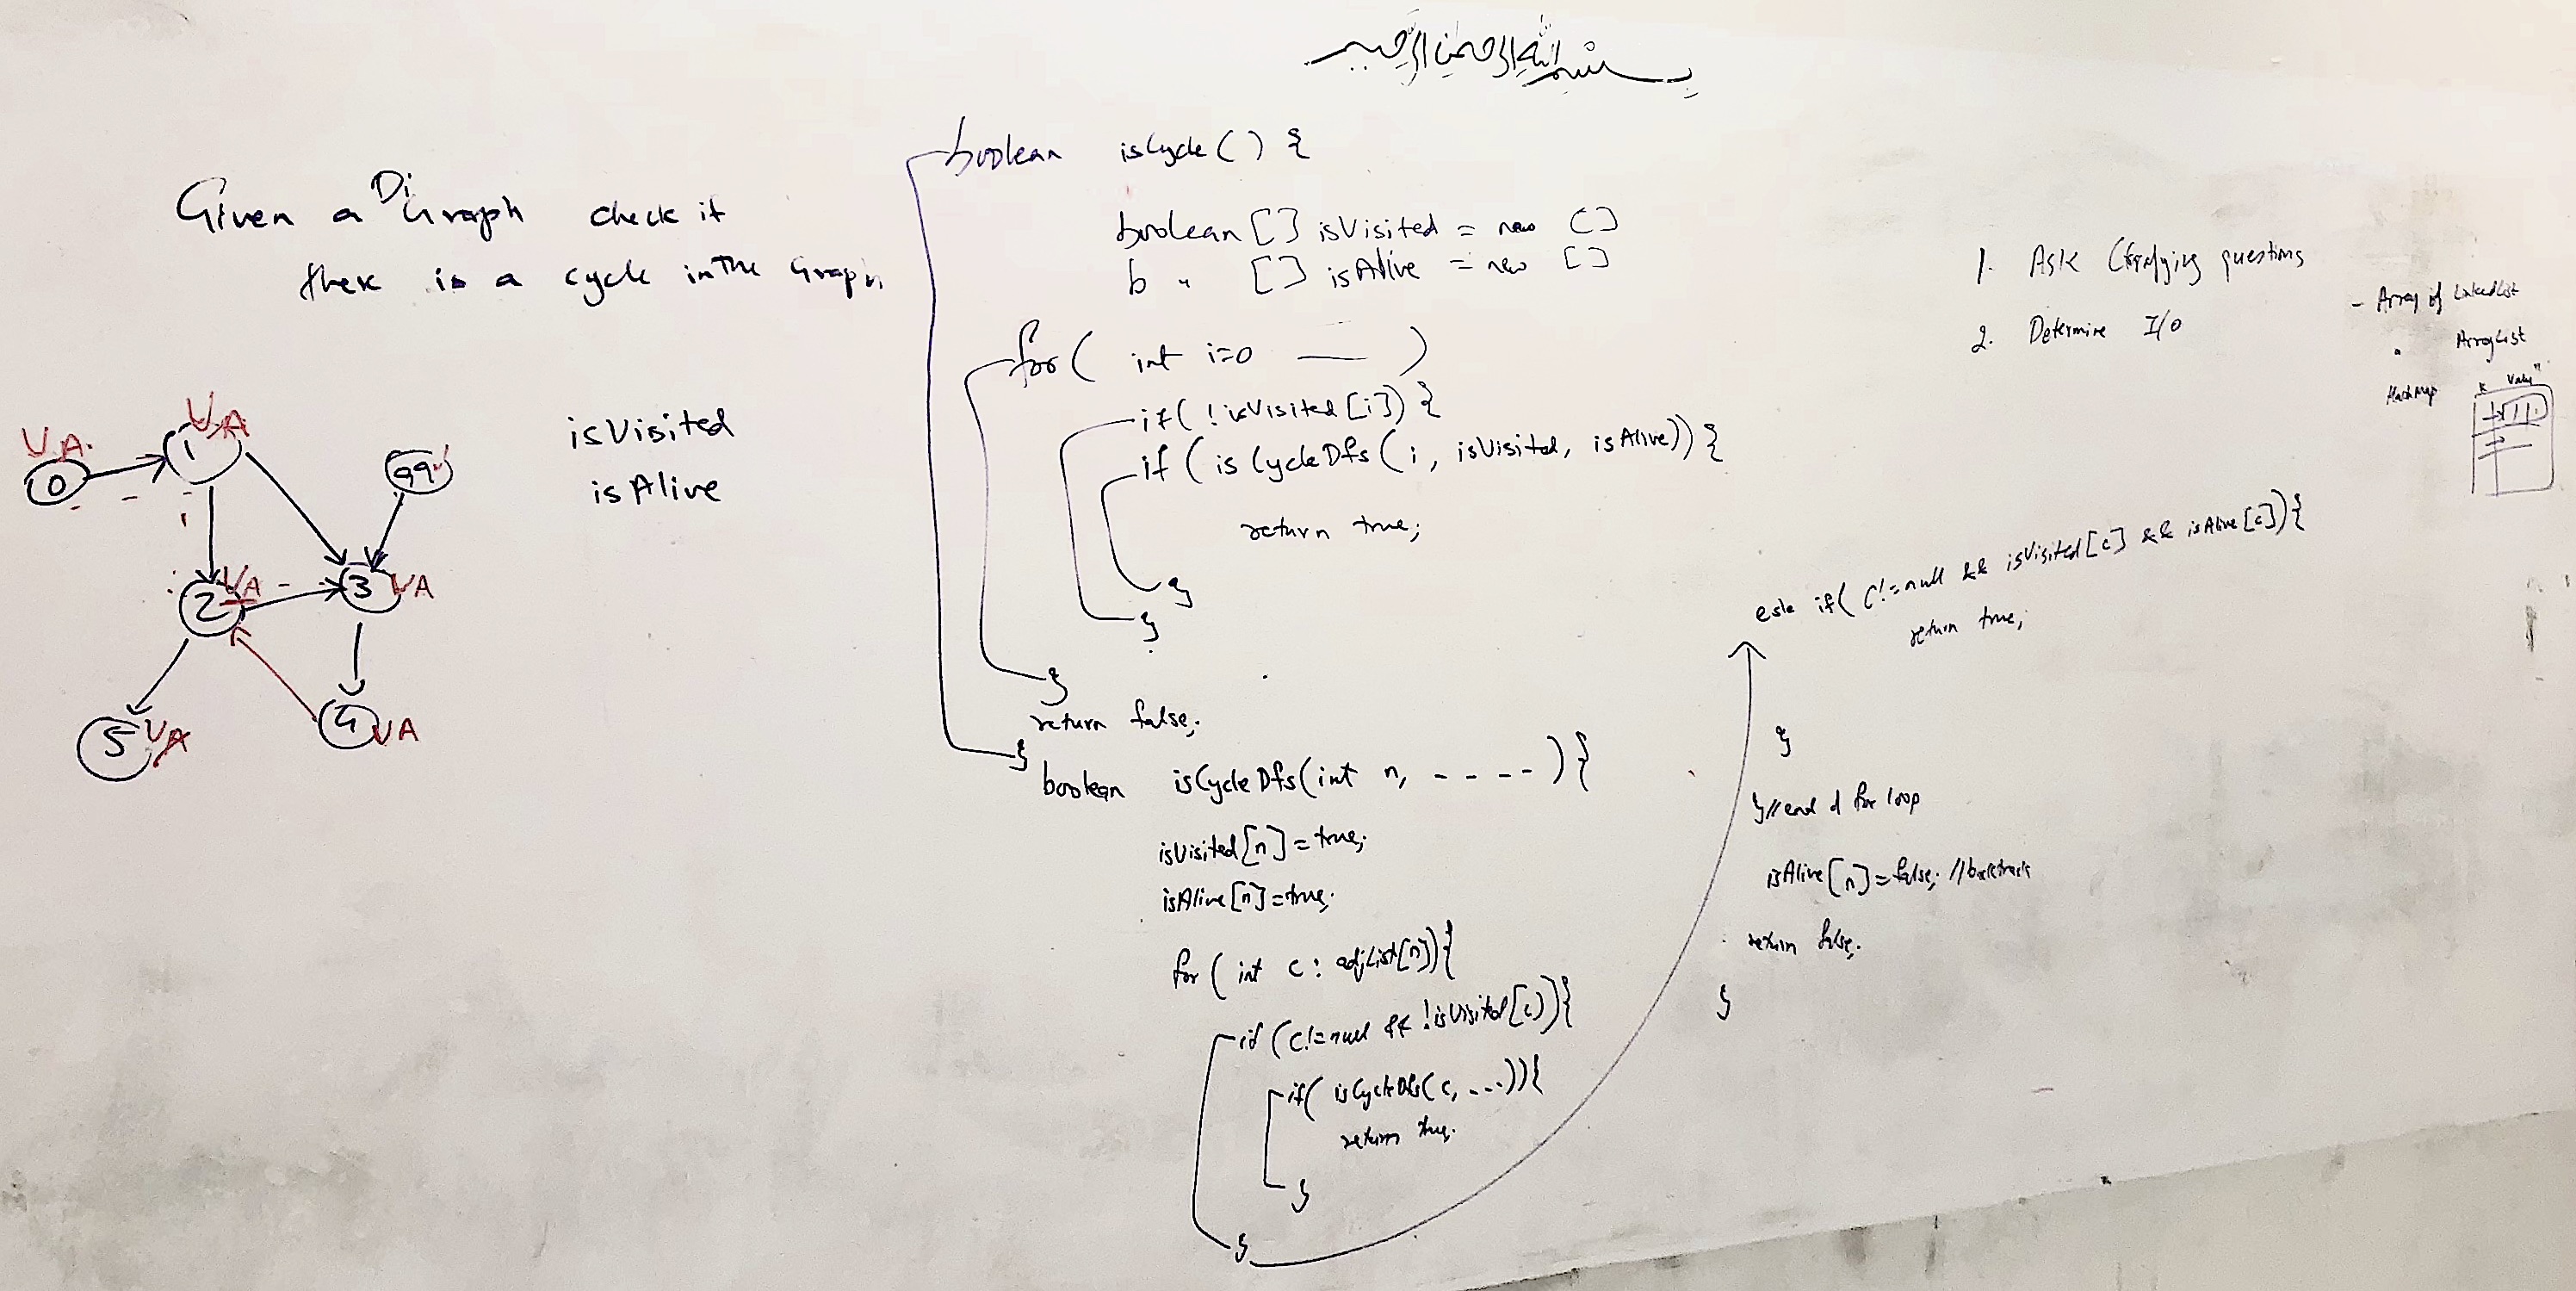 بسم الله الرحمن الرحيم
Given a DiGraph check if
there is a cycle in the Graph
isVisited
isAlive
V A.
0
V A
1
99
V A
2
3
V A
5
V A
4
V A
boolean isCycle() {
boolean [] isVisited = new []
b " [] isAlive = new []
for( int i=0 —— )
if( !isVisited[i]) {
if (isCycleDfs(i, isVisited, isAlive)) {
return true;
}
}
}
return false;
}
boolean isCycleDfs(int n, - - - - ){
isVisited[n] = true;
isAlive[n] = true;
for ( int c : adjList[n]){
if (c!=null && !isVisited[c]){
if( isCycleDfs(c, ---)){
return true.
}
}
esle if( c!=null && isVisited[c] && isAlive[c]){
return true;
}
}//end of for loop
isAlive[n]=false; //backtrack
return false.
}
1. Ask questions
2. Determine I/O
- Array of LinkedList
" ArrayList
HashMap K Value